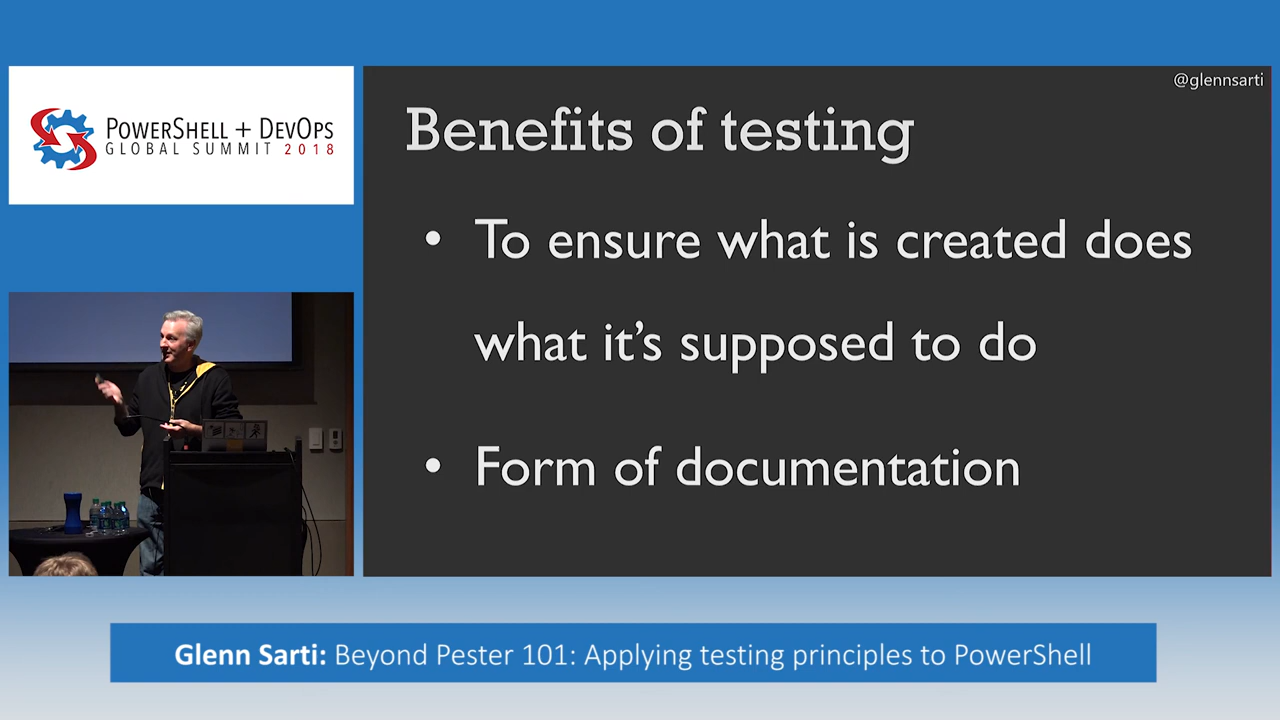 POWERSHELL + DEVOPS
GLOBAL SUMMIT 2018
@glennsarti
Benefits of testing
• To ensure what is created does
what it’s supposed to do
• Form of documentation
Glenn Sarti: Beyond Pester 101: Applying testing principles to PowerShell